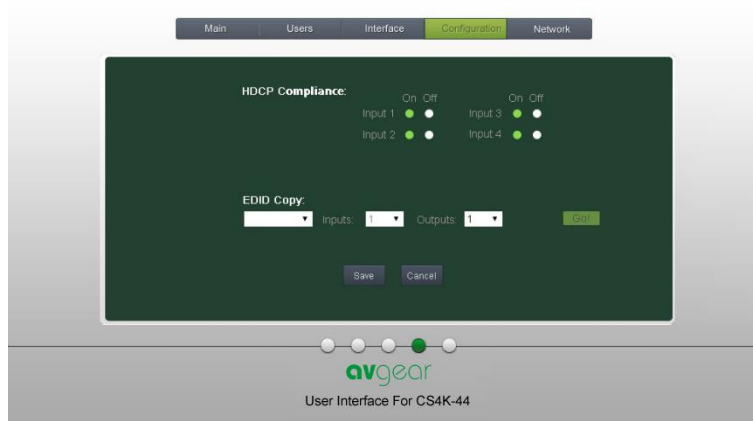 Main Users Interface Configuration Network
HDCP Compliance:
On Off On Off
Input 1 Input 3
Input 2 Input 4
EDID Copy:
Inputs: 1 Outputs: 1 Go!
Save Cancel
avgear
User Interface For CS4K-44